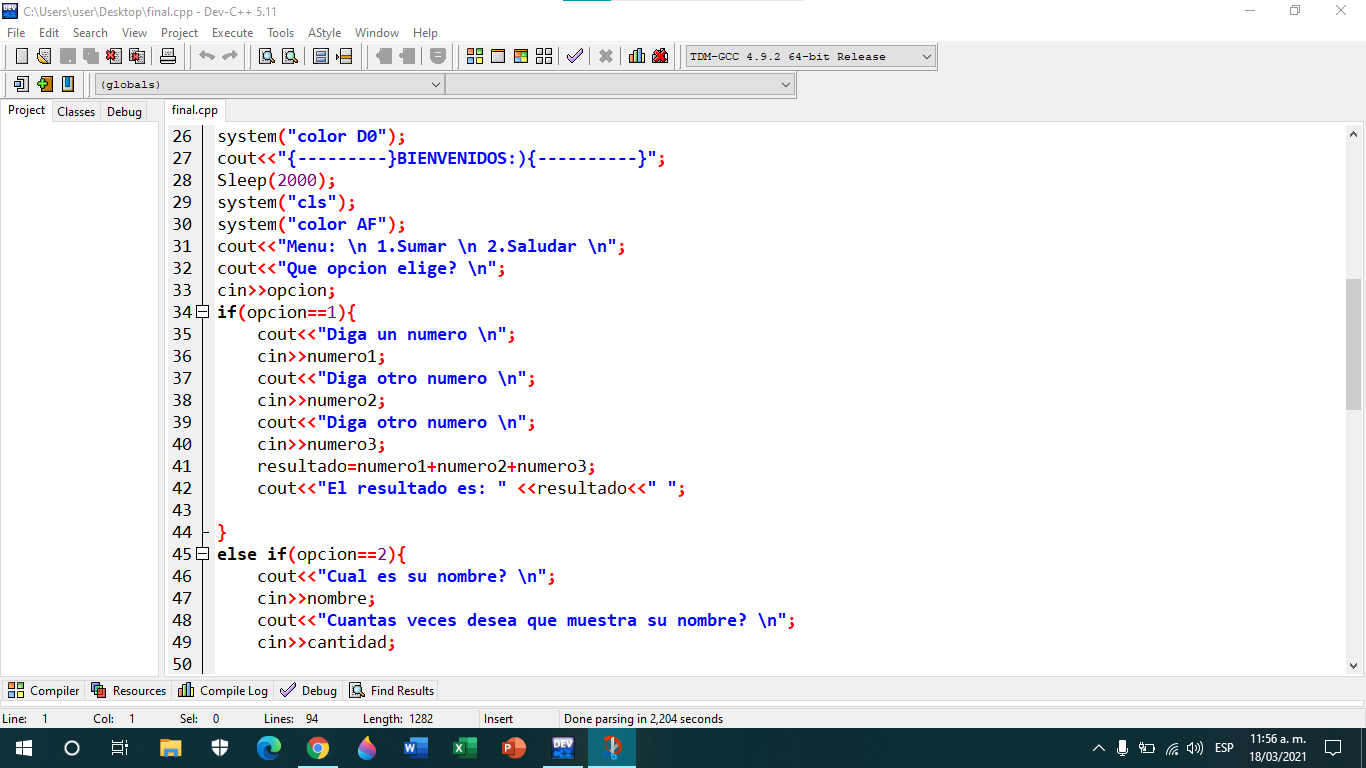 C:\Users\user\Desktop\final.cpp - Dev-C++ 5.11
File Edit Search View Project Execute Tools AStyle Window Help
TDM-GCC 4.9.2 64-bit Release
(globals)
Project Classes Debug final.cpp
26 system("color D0");
27 cout<<"{---------}BIENVENIDOS:){----------}";
28 Sleep(2000);
29 system("cls");
30 system("color AF");
31 cout<<"Menu: \n 1.Sumar \n 2.Saludar \n";
32 cout<<"Que opcion elige? \n";
33 cin>>opcion;
34 if(opcion==1){
35 cout<<"Diga un numero \n";
36 cin>>numero1;
37 cout<<"Diga otro numero \n";
38 cin>>numero2;
39 cout<<"Diga otro numero \n";
40 cin>>numero3;
41 resultado=numero1+numero2+numero3;
42 cout<<"El resultado es: " <<resultado<<" ";
43
44 }
45 else if(opcion==2){
46 cout<<"Cual es su nombre? \n";
47 cin>>nombre;
48 cout<<"Cuantas veces desea que muestra su nombre? \n";
49 cin>>cantidad;
50
Compiler Resources Compile Log Debug Find Results
Line: 1 Col: 1 Sel: 0 Lines: 94 Length: 1282 Insert Done parsing in 2,204 seconds
ESP 11:56 a. m.
18/03/2021